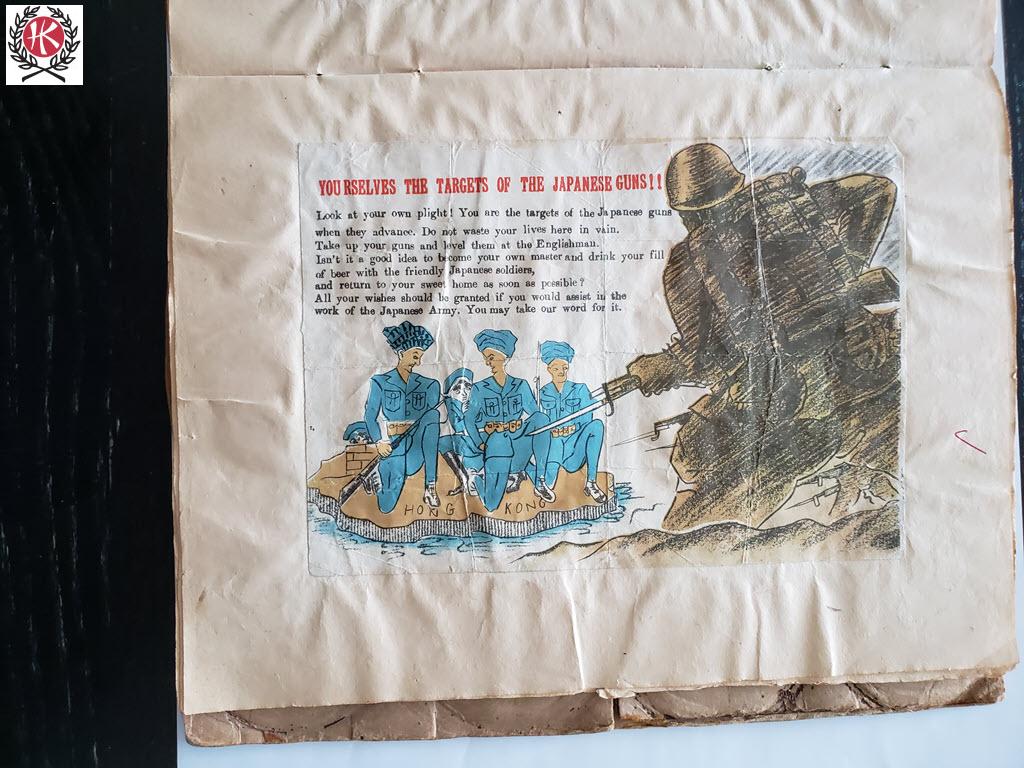 HK
YOURSELVES THE TARGETS OF THE JAPANESE GUNS!!
Look at your own plight! You are the targets of the Japanese guns
when they advance. Do not waste your lives here in vain.
Take up your guns and level them at the Englishman.
Isn't it a good idea to become your own master and drink your fill
of beer with the friendly Japanese soldiers,
and return to your sweet home as soon as possible?
All your wishes should be granted if you would assist in the
work of the Japanese Army. You may take our word for it.
HONG KONG